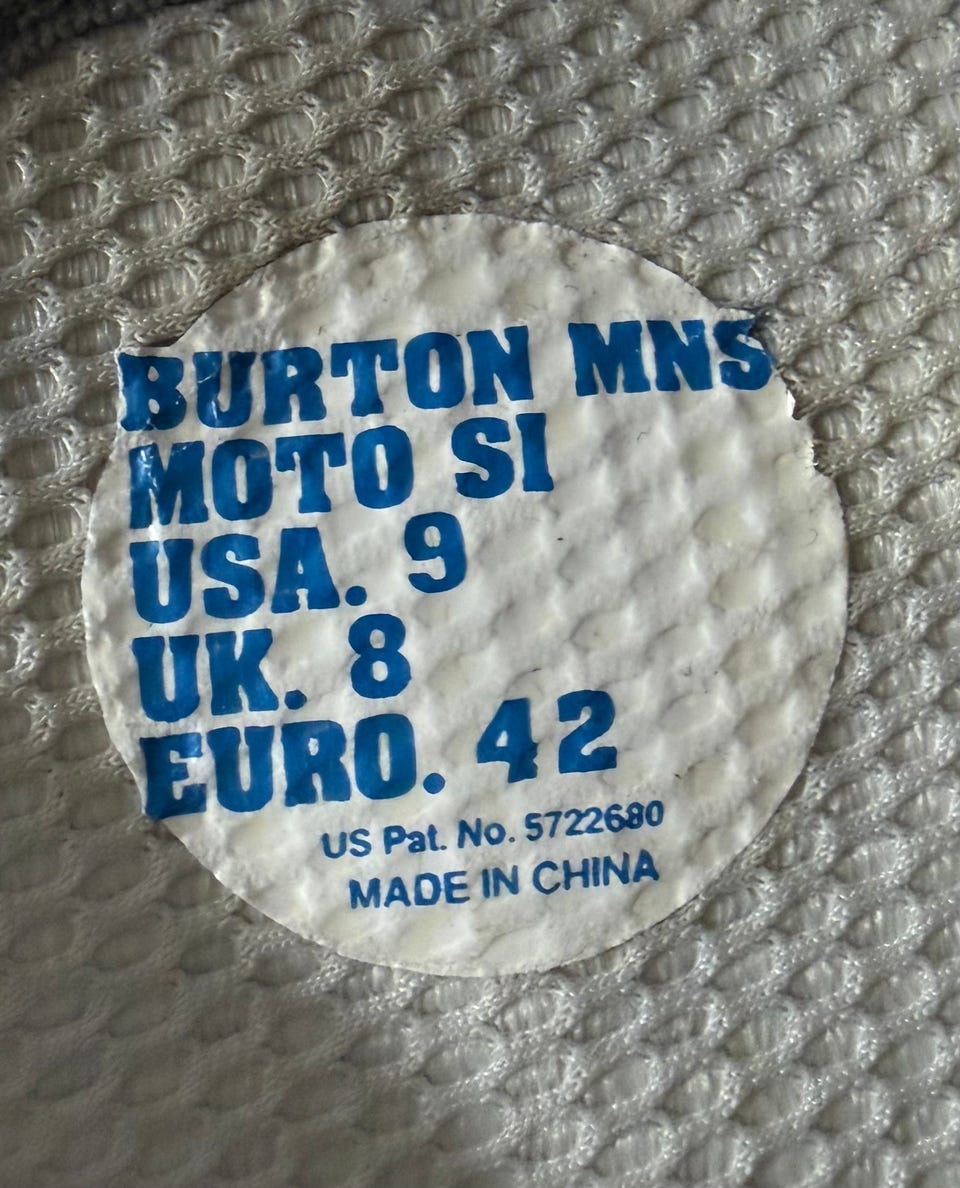 BURTON MNS
MOTO SI
USA. 9
UK. 8
EURO. 42
US Pat. No. 5722680
MADE IN CHINA